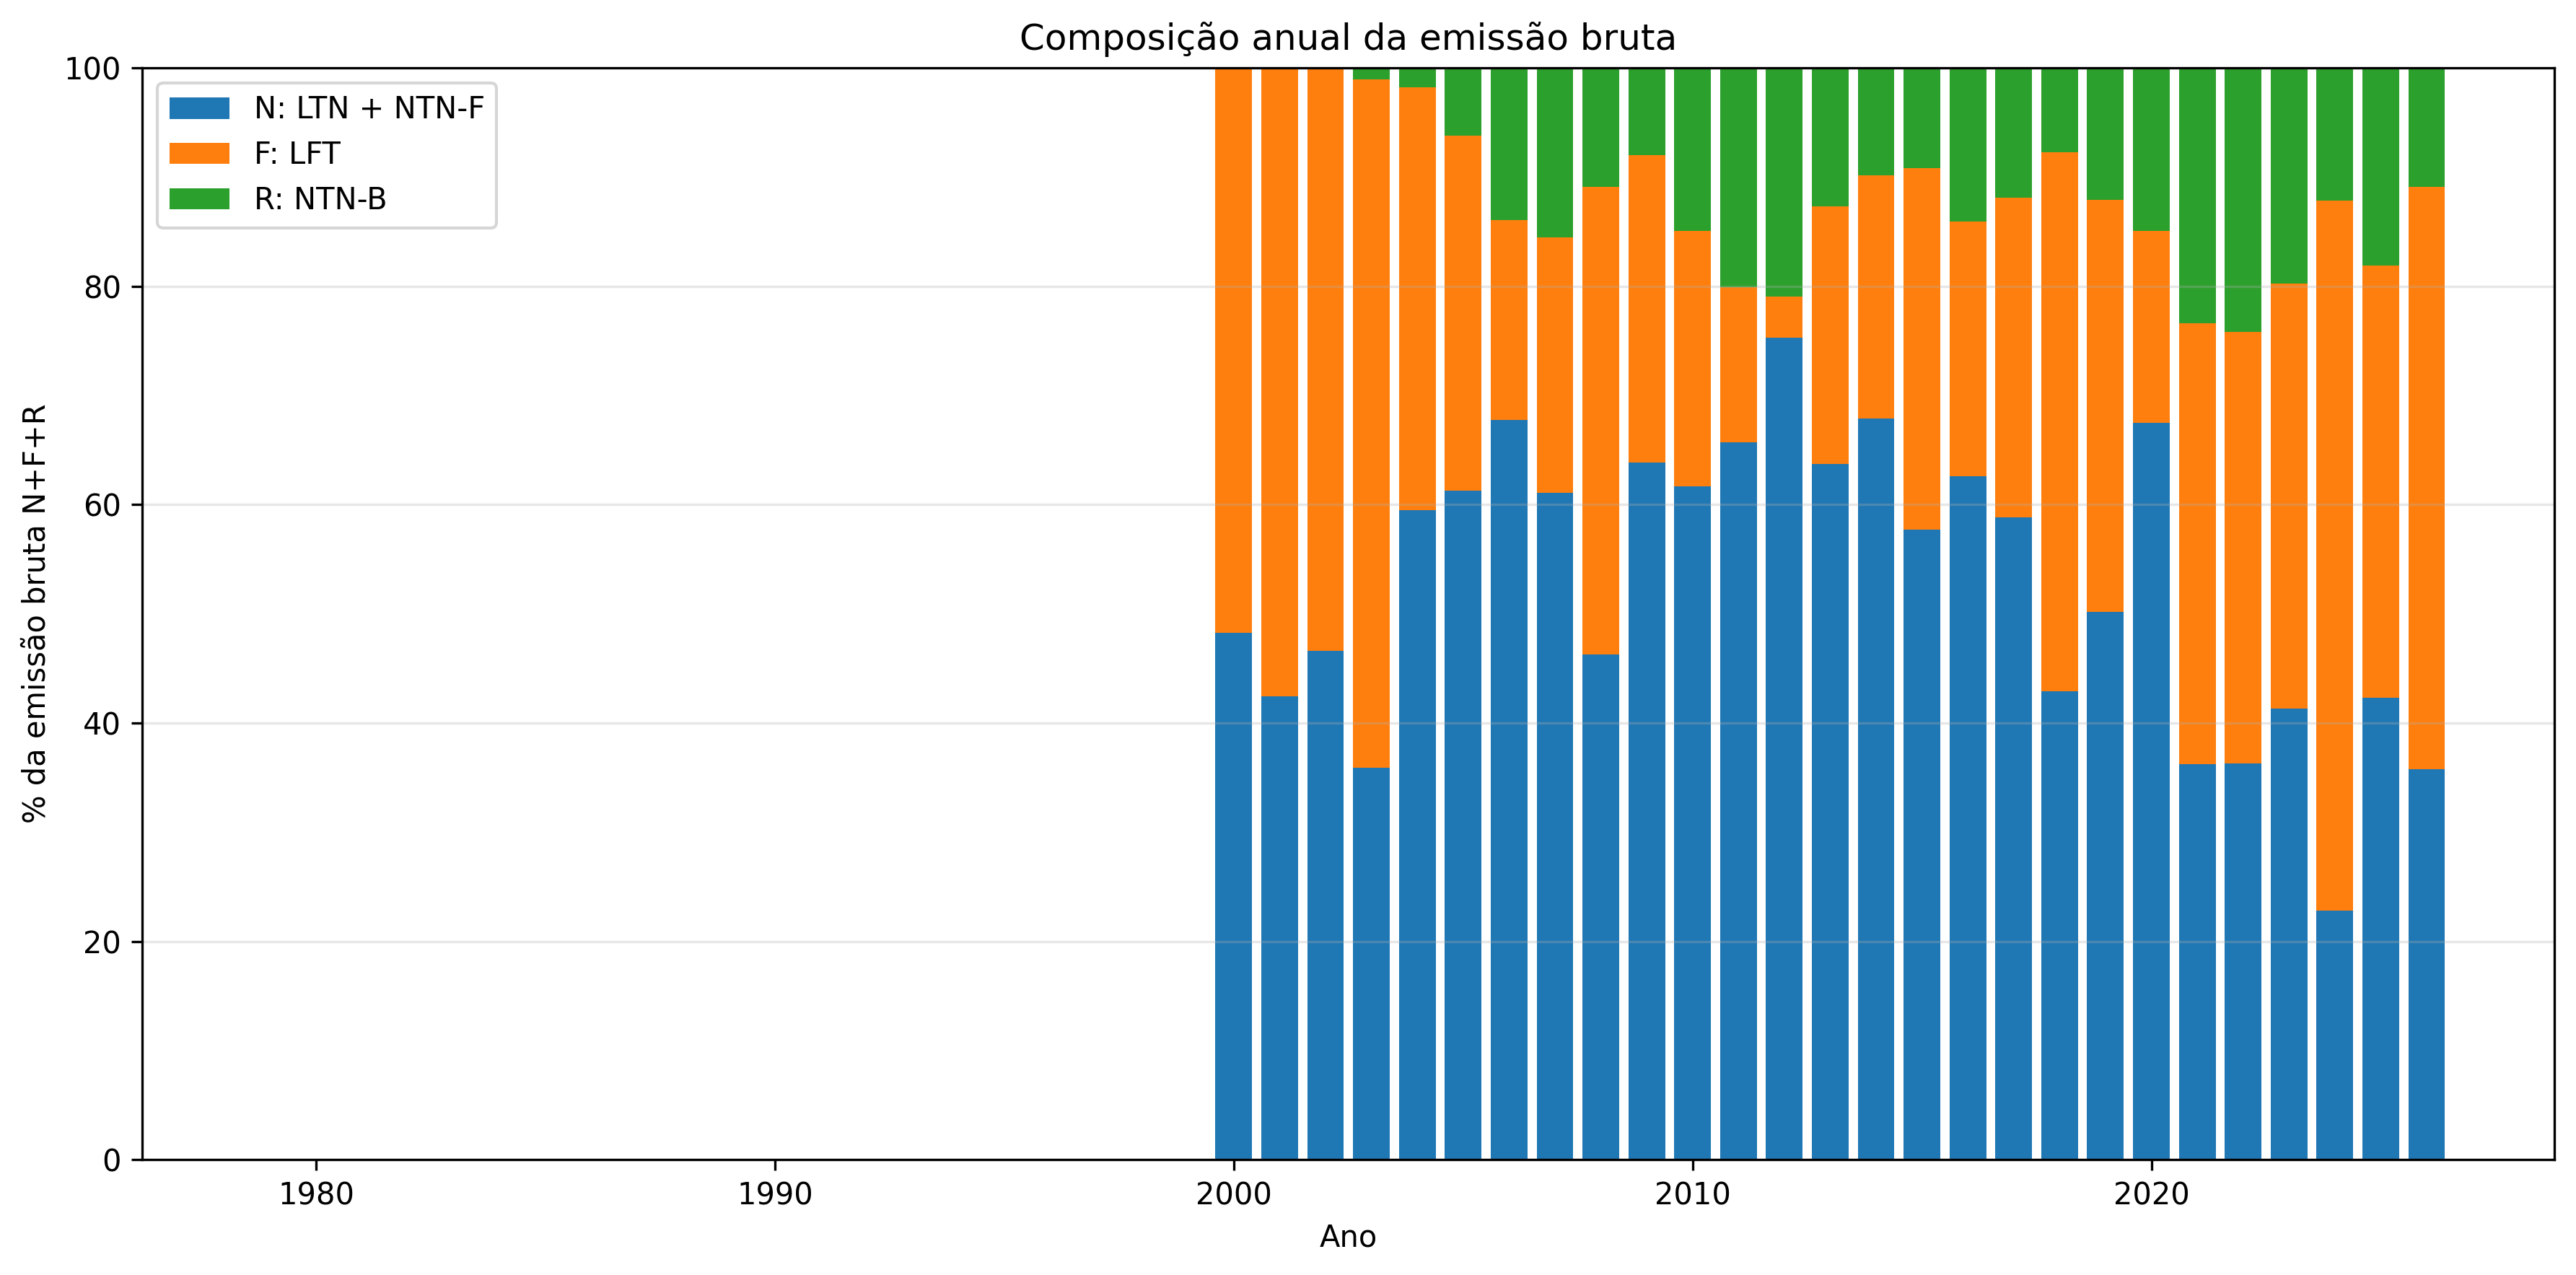 Composição anual da emissão bruta
100
80
60
40
20
0
% da emissão bruta N+F+R
N: LTN + NTN-F
F: LFT
R: NTN-B
1980
1990
2000
2010
2020
Ano